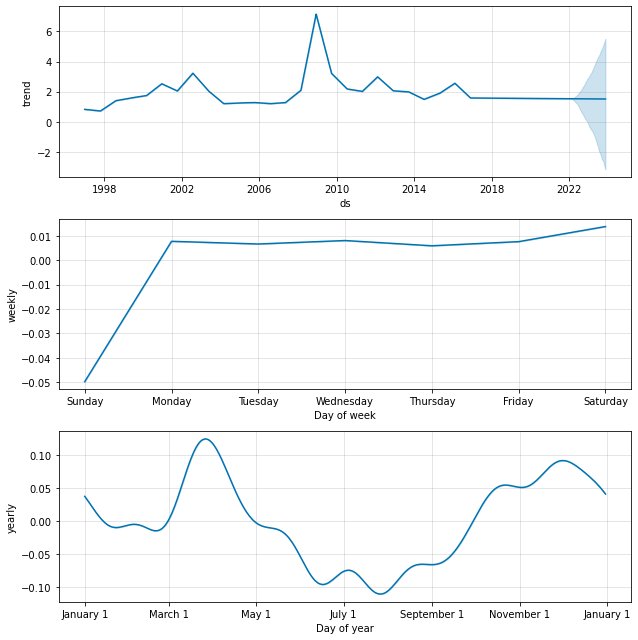 6
4
2
0
−2
trend
1998 2002 2006 2010 2014 2018 2022
ds
0.01
0.00
−0.01
−0.02
−0.03
−0.04
−0.05
weekly
Sunday Monday Tuesday Wednesday Thursday Friday Saturday
Day of week
0.10
0.05
0.00
−0.05
−0.10
yearly
January 1 March 1 May 1 July 1 September 1 November 1 January 1
Day of year